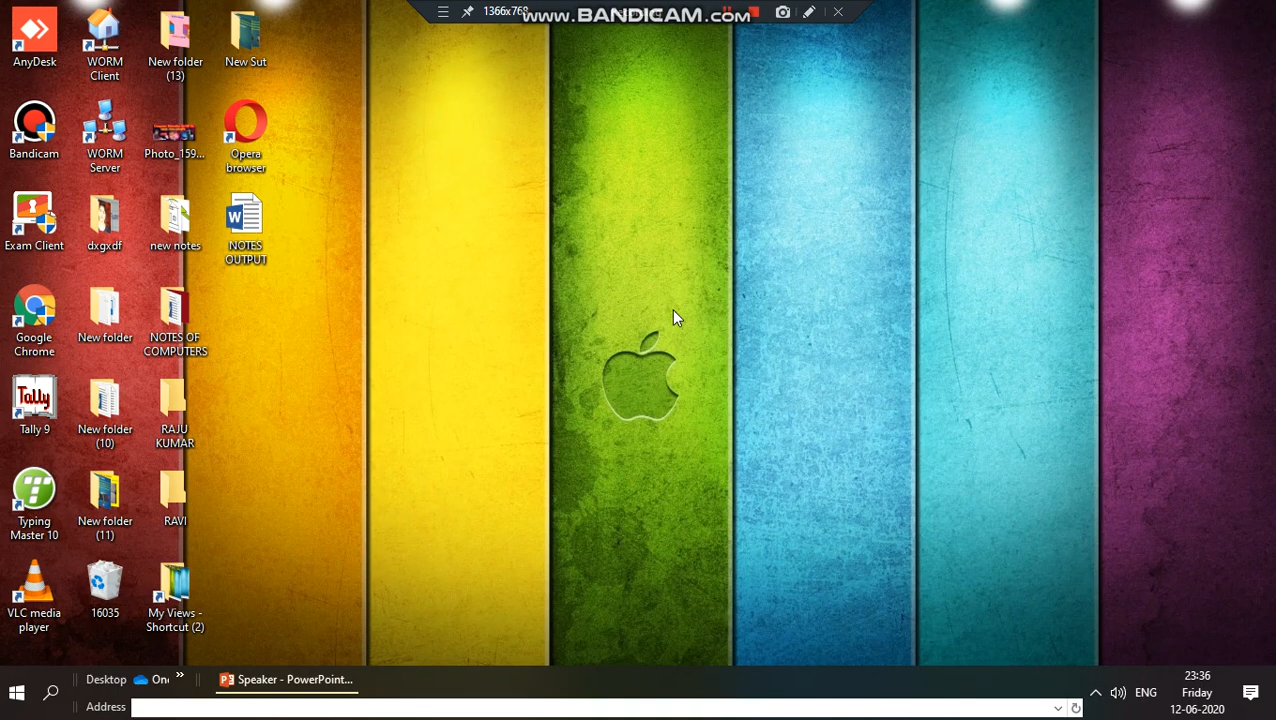 1366x768
www.BANDICAM.com
AnyDesk
WORM
Client
New folder
(13)
New Sut
Bandicam
WORM
Server
Photo_159...
Opera
browser
Exam Client
dxgxdf
new notes
NOTES
OUTPUT
Google
Chrome
New folder
NOTES OF
COMPUTERS
Tally
Tally 9
New folder
(10)
RAJU
KUMAR
Typing
Master 10
New folder
(11)
RAVI
VLC media
player
16035
My Views -
Shortcut (2)
Desktop
One
»
Speaker - PowerPoint...
Address
ENG
23:36
Friday
12-06-2020